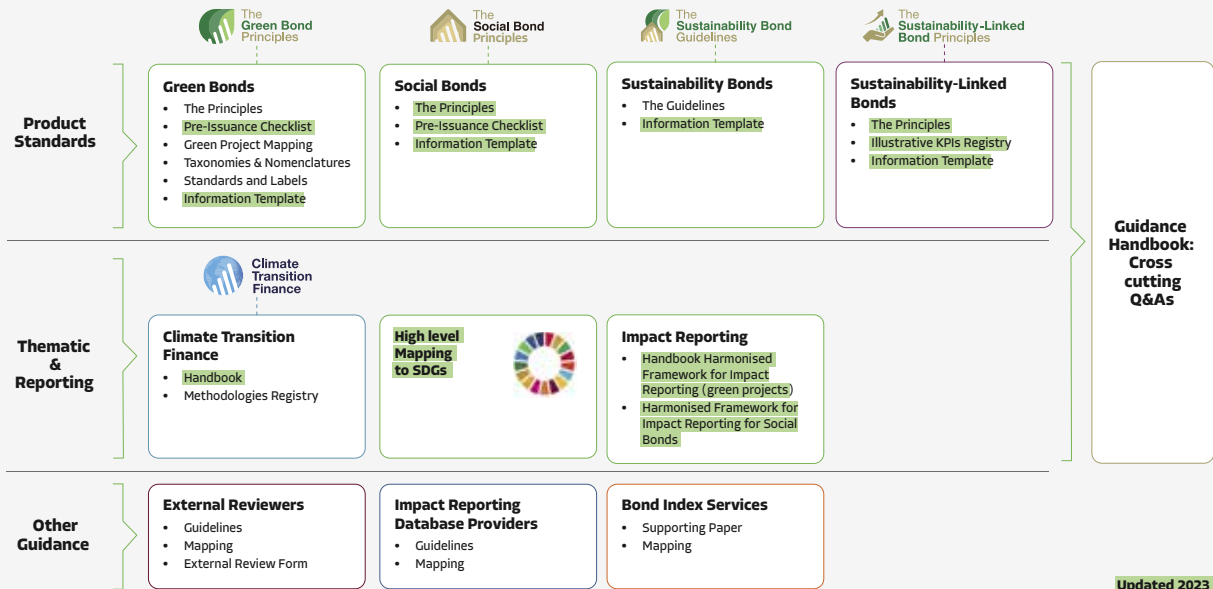 The
Green Bond
Principles
The
Social Bond
Principles
The
Sustainability Bond
Guidelines
The
Sustainability-Linked
Bond Principles
Product
Standards
Green Bonds
• The Principles
• Pre-Issuance Checklist
• Green Project Mapping
• Taxonomies & Nomenclatures
• Standards and Labels
• Information Template
Social Bonds
• The Principles
• Pre-Issuance Checklist
• Information Template
Sustainability Bonds
• The Guidelines
• Information Template
Sustainability-Linked
Bonds
• The Principles
• Illustrative KPIs Registry
• Information Template
Guidance
Handbook:
Cross
cutting
Q&As
Thematic
&
Reporting
Climate
Transition
Finance
Climate Transition
Finance
• Handbook
• Methodologies Registry
High level
Mapping
to SDGs
Impact Reporting
• Handbook Harmonised
Framework for Impact
Reporting (green projects)
• Harmonised Framework for
Impact Reporting for Social
Bonds
Other
Guidance
External Reviewers
• Guidelines
• Mapping
• External Review Form
Impact Reporting
Database Providers
• Guidelines
• Mapping
Bond Index Services
• Supporting Paper
• Mapping
Updated 2023